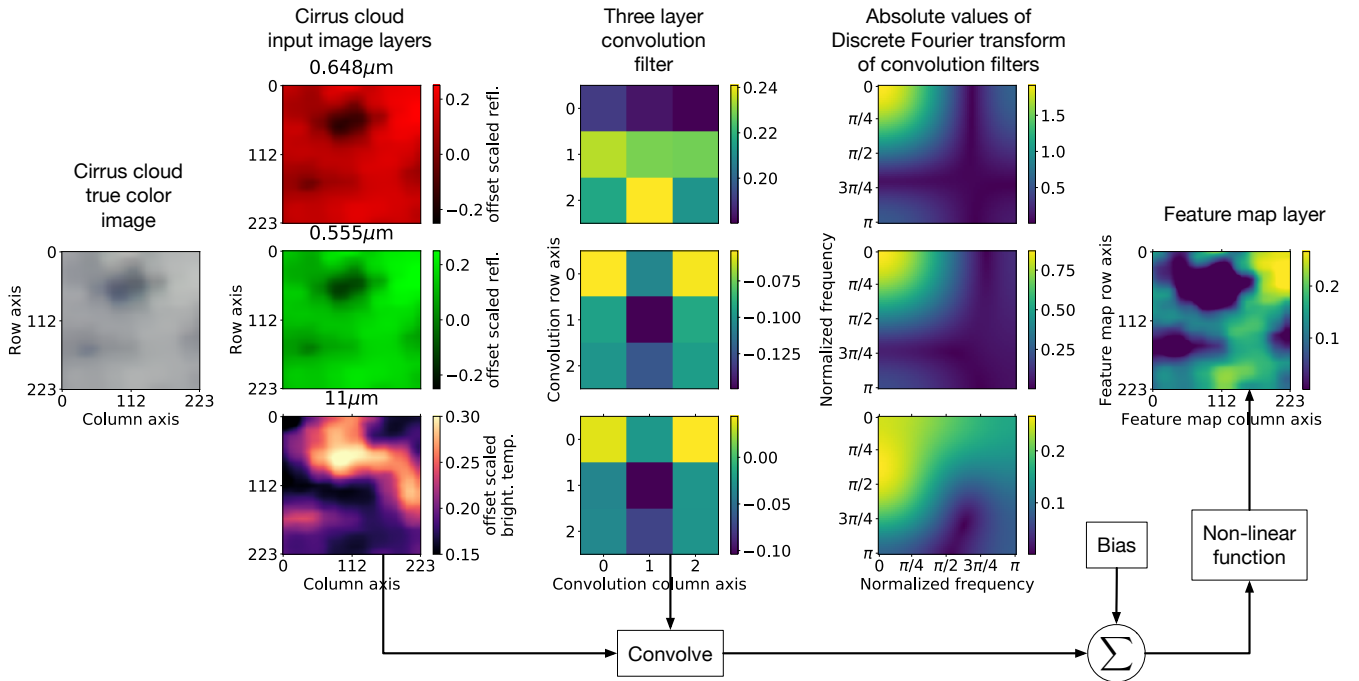 Cirrus cloud
true color
image
Row axis
0
112
223
0
112
223
Column axis
Cirrus cloud
input image layers
0.648μm
0
112
223
0.2
0.0
−0.2
offset scaled refl.
0.555μm
Row axis
0
112
223
0.2
0.0
−0.2
offset scaled refl.
11μm
0
112
223
0
112
223
Column axis
0.30
0.25
0.20
0.15
offset scaled
bright. temp.
Three layer
convolution
filter
0
1
2
0.24
0.22
0.20
Convolution row axis
0
1
2
−0.075
−0.100
−0.125
0
1
2
0
1
2
Convolution column axis
0.00
−0.05
−0.10
Absolute values of
Discrete Fourier transform
of convolution filters
0
π/4
π/2
3π/4
π
1.5
1.0
0.5
Normalized frequency
0
π/4
π/2
3π/4
π
0.75
0.50
0.25
0
π/4
π/2
3π/4
π
0
π/4
π/2
3π/4
π
Normalized frequency
0.2
0.1
Feature map layer
Feature map row axis
0
112
223
0
112
223
Feature map column axis
0.2
0.1
Bias
Non-linear
function
Convolve
∑